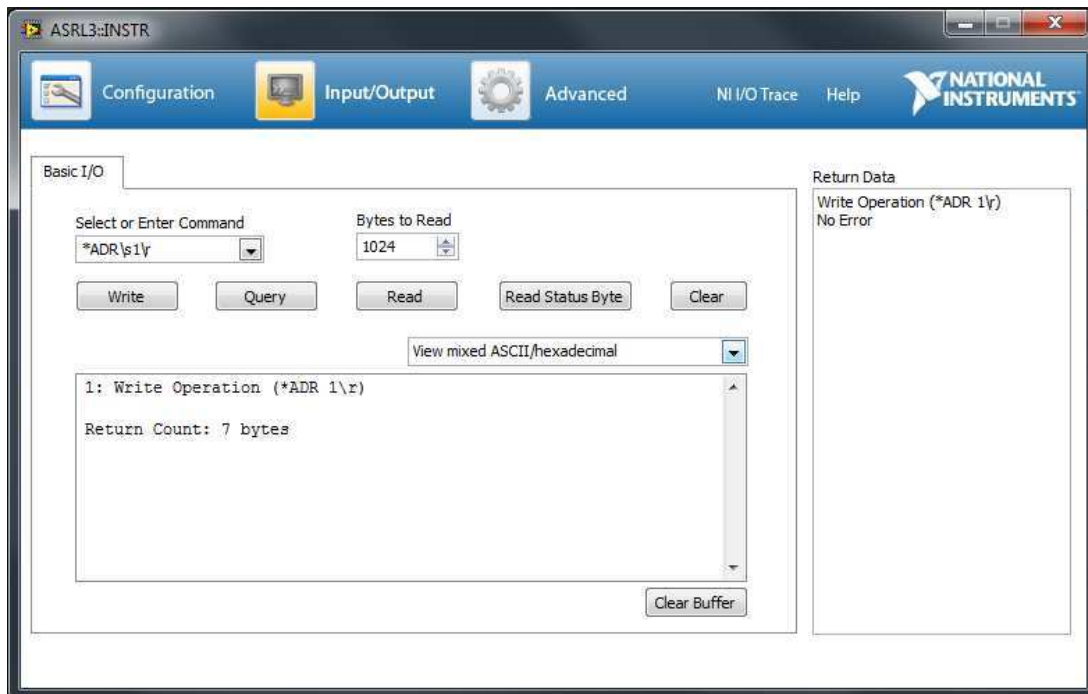 ASRL3::INSTR
Configuration
Input/Output
Advanced
NI I/O Trace
Help
NATIONAL
INSTRUMENTS
Basic I/O
Select or Enter Command
*ADR\s1\r
Bytes to Read
1024
Write
Query
Read
Read Status Byte
Clear
View mixed ASCII/hexadecimal
1: Write Operation (*ADR 1\r)
Return Count: 7 bytes
Clear Buffer
Return Data
Write Operation (*ADR 1\r)
No Error